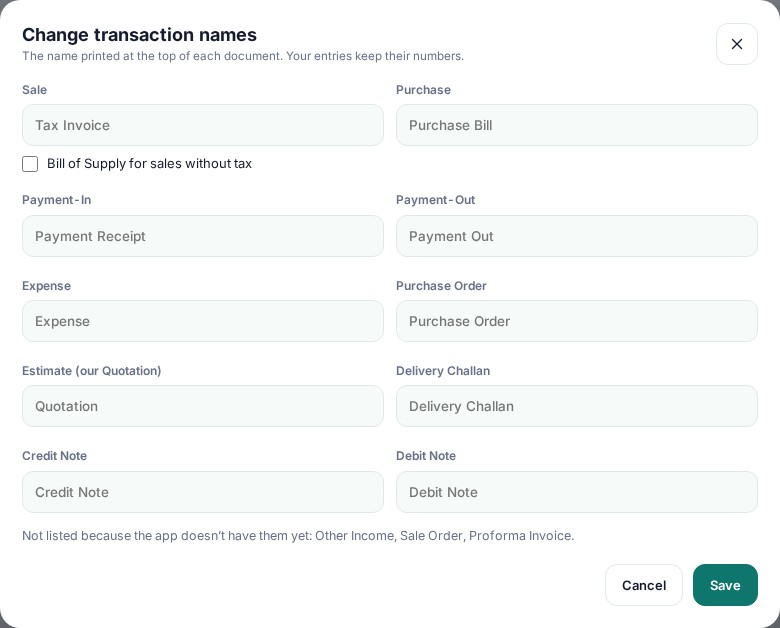 Change transaction names
The name printed at the top of each document. Your entries keep their numbers.
Sale
Purchase
Tax Invoice
Purchase Bill
Bill of Supply for sales without tax
Payment-In
Payment-Out
Payment Receipt
Payment Out
Expense
Purchase Order
Expense
Purchase Order
Estimate (our Quotation)
Delivery Challan
Quotation
Delivery Challan
Credit Note
Debit Note
Credit Note
Debit Note
Not listed because the app doesn’t have them yet: Other Income, Sale Order, Proforma Invoice.
Cancel
Save